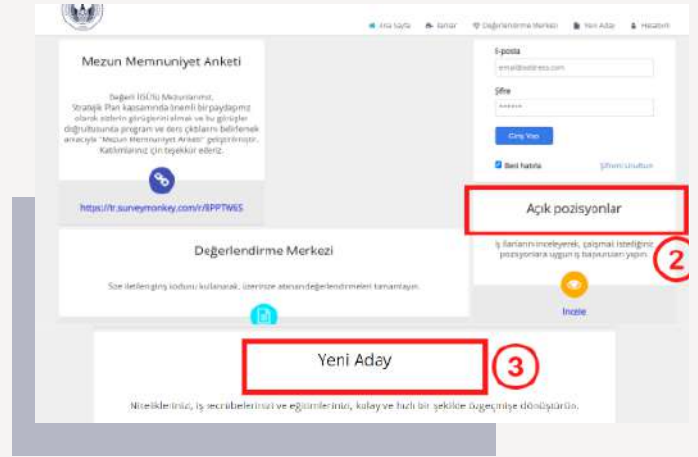 Ana Sayfa İlanlar Değerlendirme Merkezi Yeni Aday Hesabım
Mezun Memnuniyet Anketi
Değerli İSÜ'lü Mezunlarımız,
Stratejik Plan kapsamında önemli bir paydaşımız
olarak sizlerin görüşlerini almak ve bu görüşler
doğrultusunda program ve ders çıktılarını belirlemek
amacıyla "Mezun Memnuniyet Anketi" geliştirilmiştir.
Katılımlarınız için teşekkür ederiz.
https://tr.surveymonkey.com/r/8PPTW6S
E-posta
email@address.com
Şifre
******
Giriş Yap
Beni hatırla Şifremi Unuttum
Açık pozisyonlar
2
İş ilanlarını inceleyerek, çalışmak istediğiniz
pozisyonlara uygun iş başvuruları yapın.
İncele
Değerlendirme Merkezi
Size iletilen giriş kodunu kullanarak, üzerinize atanan değerlendirmeleri tamamlayın.
Yeni Aday
3
Niteliklerinizi, iş tecrübelerinizi ve eğitimlerinizi, kolay ve hızlı bir şekilde özgeçmişe dönüştürün.